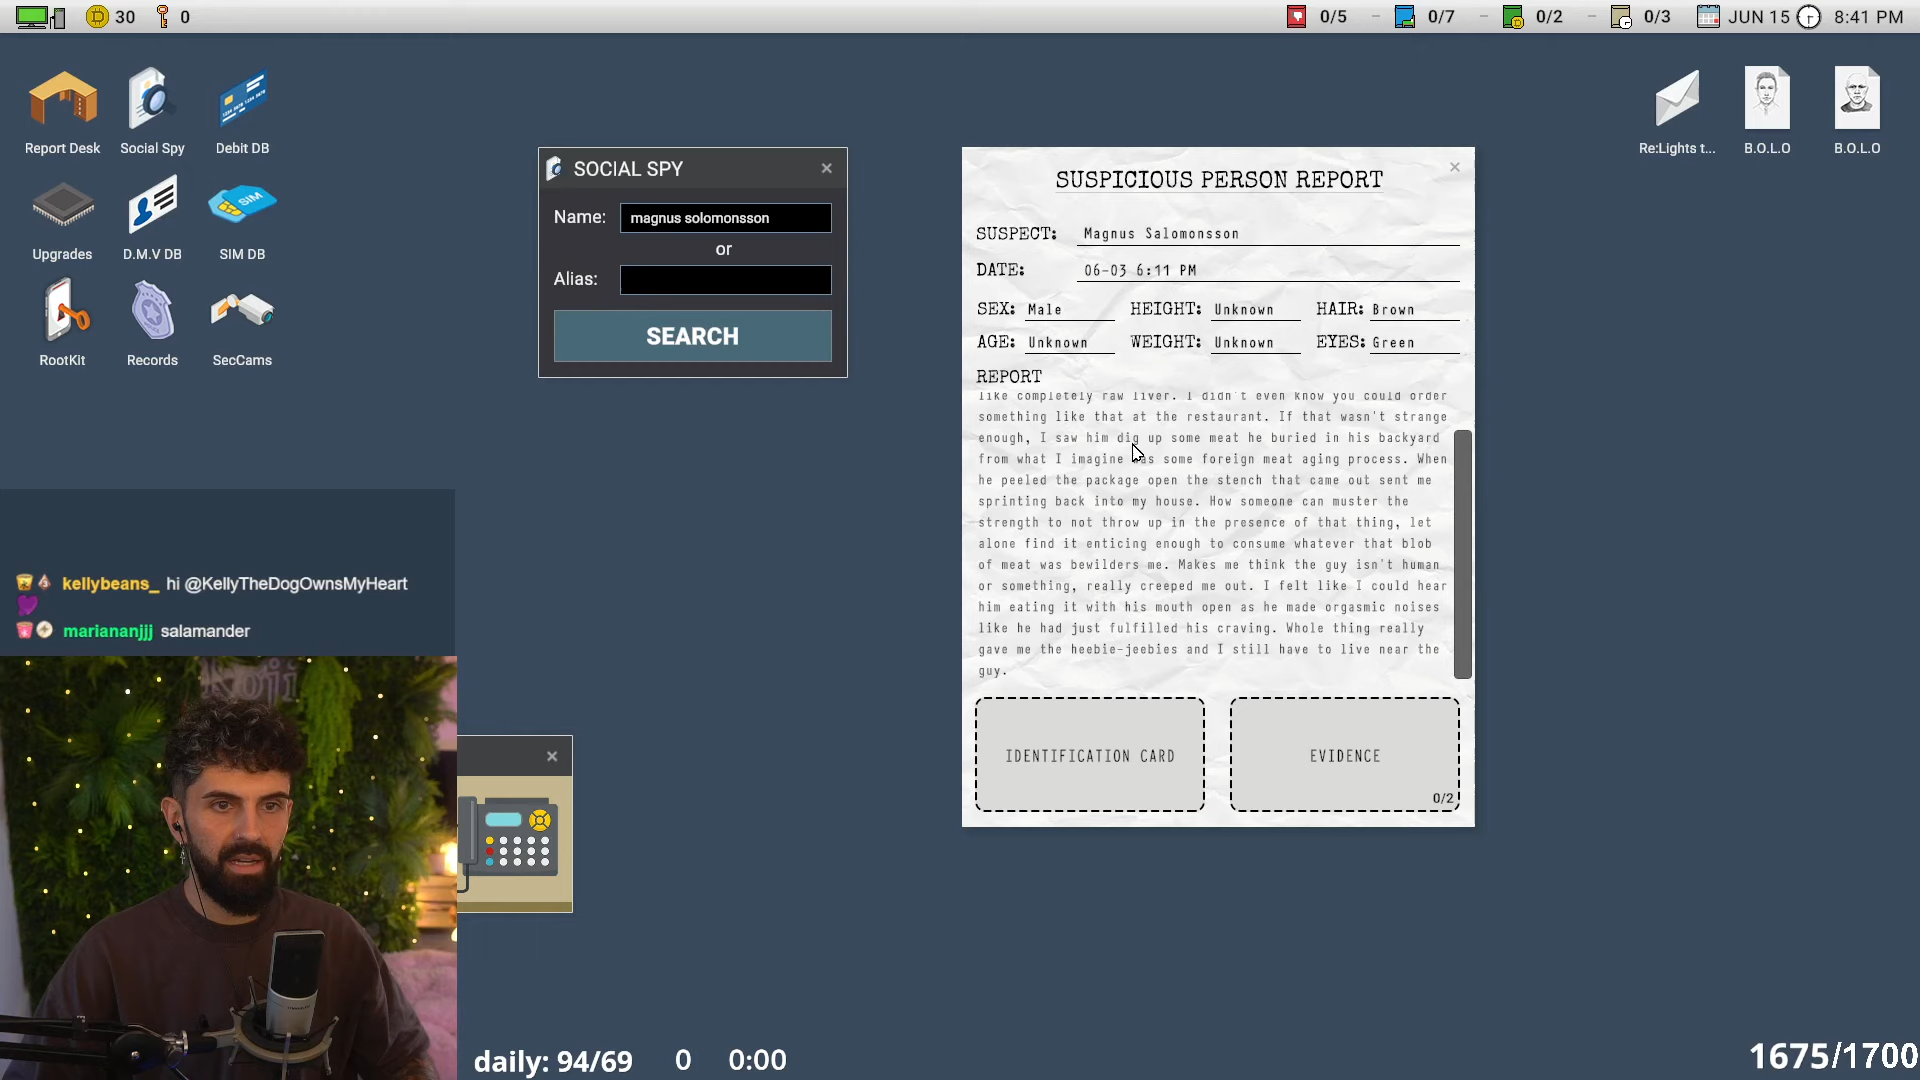 30
0
0/5
0/7
0/2
0/3
JUN 15
8:41 PM
Report Desk
Social Spy
Debit DB
Upgrades
D.M.V DB
SIM DB
RootKit
Records
SecCams
Re:Lights t...
B.O.L.O
B.O.L.O
SOCIAL SPY
Name: magnus solomonsson
or
Alias:
SEARCH
SUSPICIOUS PERSON REPORT
SUSPECT: Magnus Salomonsson
DATE: 06-03 6:11 PM
SEX: Male HEIGHT: Unknown HAIR: Brown
AGE: Unknown WEIGHT: Unknown EYES: Green
REPORT
like completely raw liver. I didn't even know you could order
something like that at the restaurant. If that wasn't strange
enough, I saw him dig up some meat he buried in his backyard
from what I imagine was some foreign meat aging process. When
he peeled the package open the stench that came out sent me
sprinting back into my house. How someone can muster the
strength to not throw up in the presence of that thing, let
alone find it enticing enough to consume whatever that blob
of meat was bewilders me. Makes me think the guy isn't human
or something, really creeped me out. I felt like I could hear
him eating it with his mouth open as he made orgasmic noises
like he had just fulfilled his craving. Whole thing really
gave me the heebie-jeebies and I still have to live near the
guy.
IDENTIFICATION CARD
EVIDENCE
0/2
kellybeans_ hi @KellyTheDogOwnsMyHeart
mariananjjj salamander
daily: 94/69
0
0:00
1675/1700